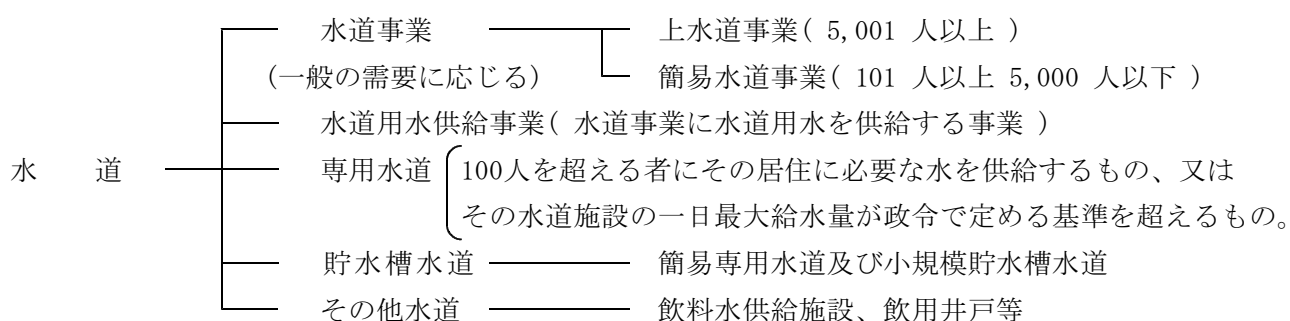 水道事業 上水道事業( 5,001 人以上 )
(一般の需要に応じる) 簡易水道事業( 101 人以上 5,000 人以下 )
水道用水供給事業( 水道事業に水道用水を供給する事業 )
水 道 専用水道 100人を超える者にその居住に必要な水を供給するもの、又は
その水道施設の一日最大給水量が政令で定める基準を超えるもの。
貯水槽水道 簡易専用水道及び小規模貯水槽水道
その他水道 飲料水供給施設、飲用井戸等